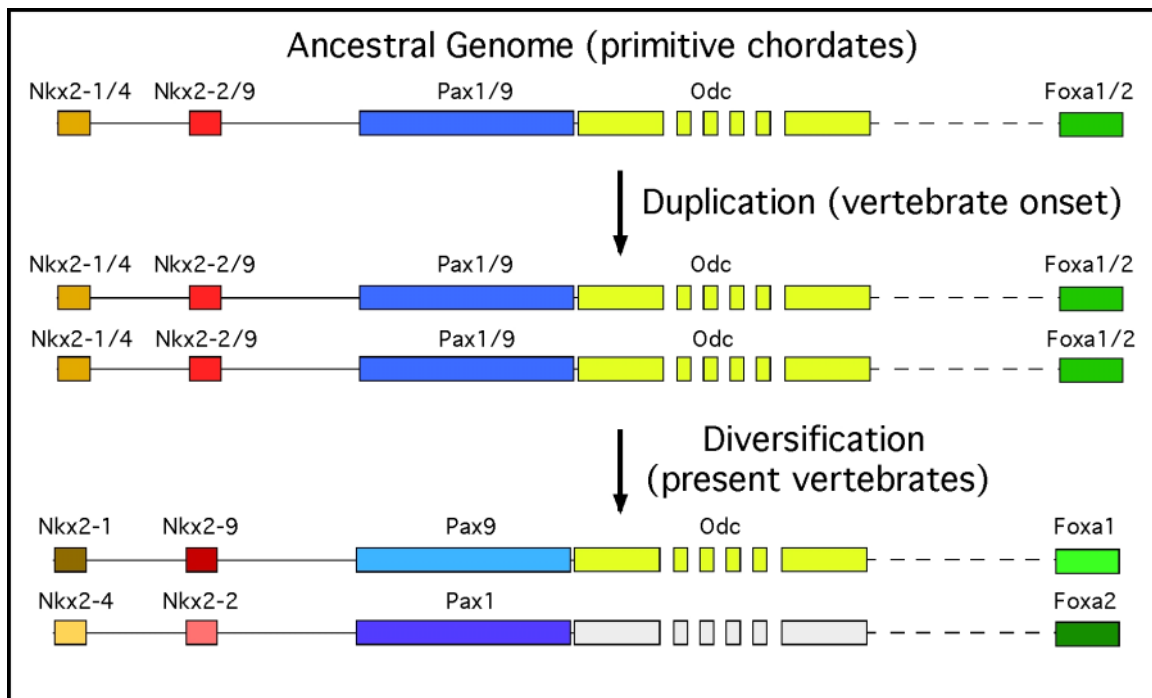 Ancestral Genome (primitive chordates)
Nkx2-1/4 Nkx2-2/9 Pax1/9 Odc Foxa1/2
Duplication (vertebrate onset)
Nkx2-1/4 Nkx2-2/9 Pax1/9 Odc Foxa1/2
Nkx2-1/4 Nkx2-2/9 Pax1/9 Odc Foxa1/2
Diversification
(present vertebrates)
Nkx2-1 Nkx2-9 Pax9 Odc Foxa1
Nkx2-4 Nkx2-2 Pax1 Foxa2